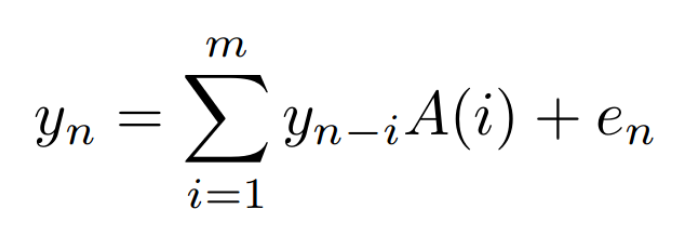 y_n = \sum_{i=1}^{m} y_{n-i} A(i) + e_n